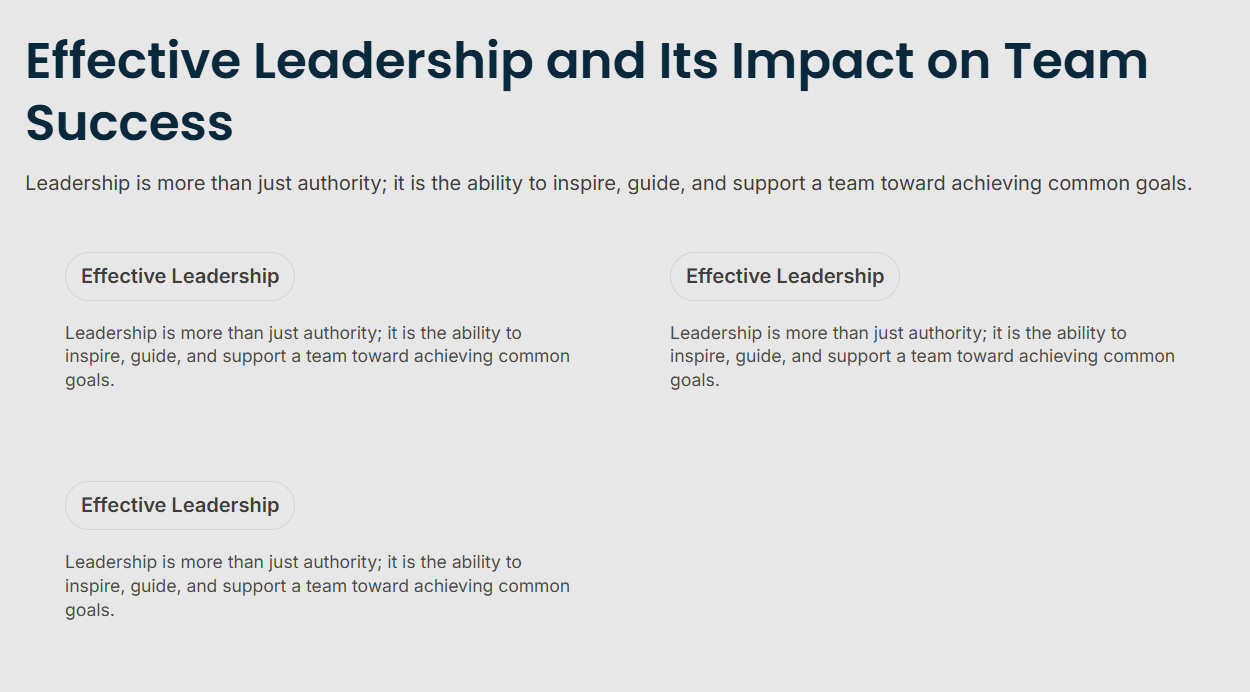 Effective Leadership and Its Impact on Team
Success
Leadership is more than just authority; it is the ability to inspire, guide, and support a team toward achieving common goals.
Effective Leadership
Leadership is more than just authority; it is the ability to
inspire, guide, and support a team toward achieving common
goals.
Effective Leadership
Leadership is more than just authority; it is the ability to
inspire, guide, and support a team toward achieving common
goals.
Effective Leadership
Leadership is more than just authority; it is the ability to
inspire, guide, and support a team toward achieving common
goals.